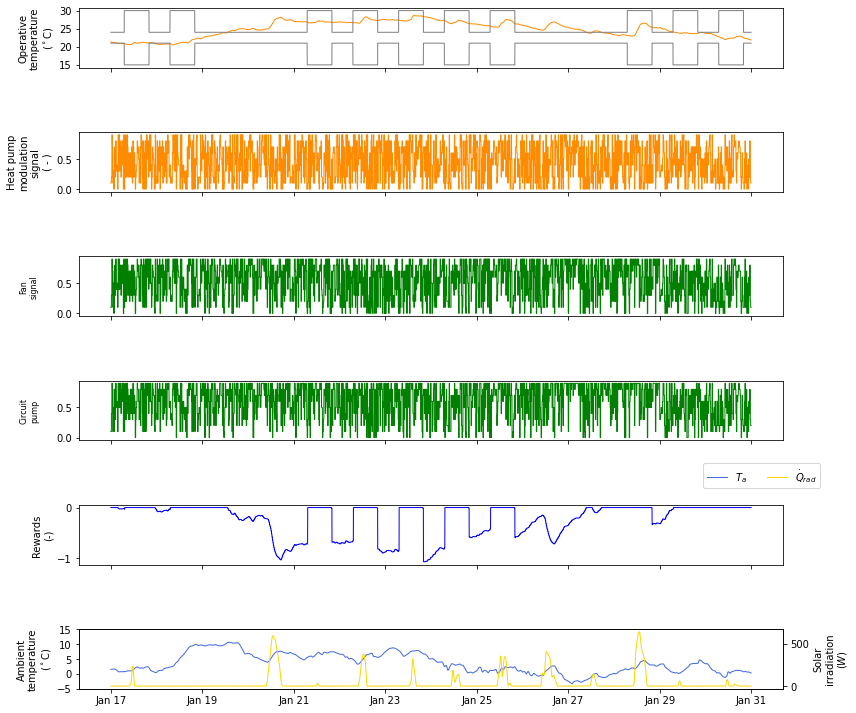 Operative
temperature
(°C)
30
25
20
15
Heat pump
modulation
signal
( - )
0.5
0.0
Fan
signal
0.5
0.0
Circuit
pump
0.5
0.0
T_a
Q̇_rad
Rewards
(-)
0
−1
Ambient
temperature
(°C)
15
10
5
0
−5
500
0
Solar
irradiation
(W)
Jan 17 Jan 19 Jan 21 Jan 23 Jan 25 Jan 27 Jan 29 Jan 31